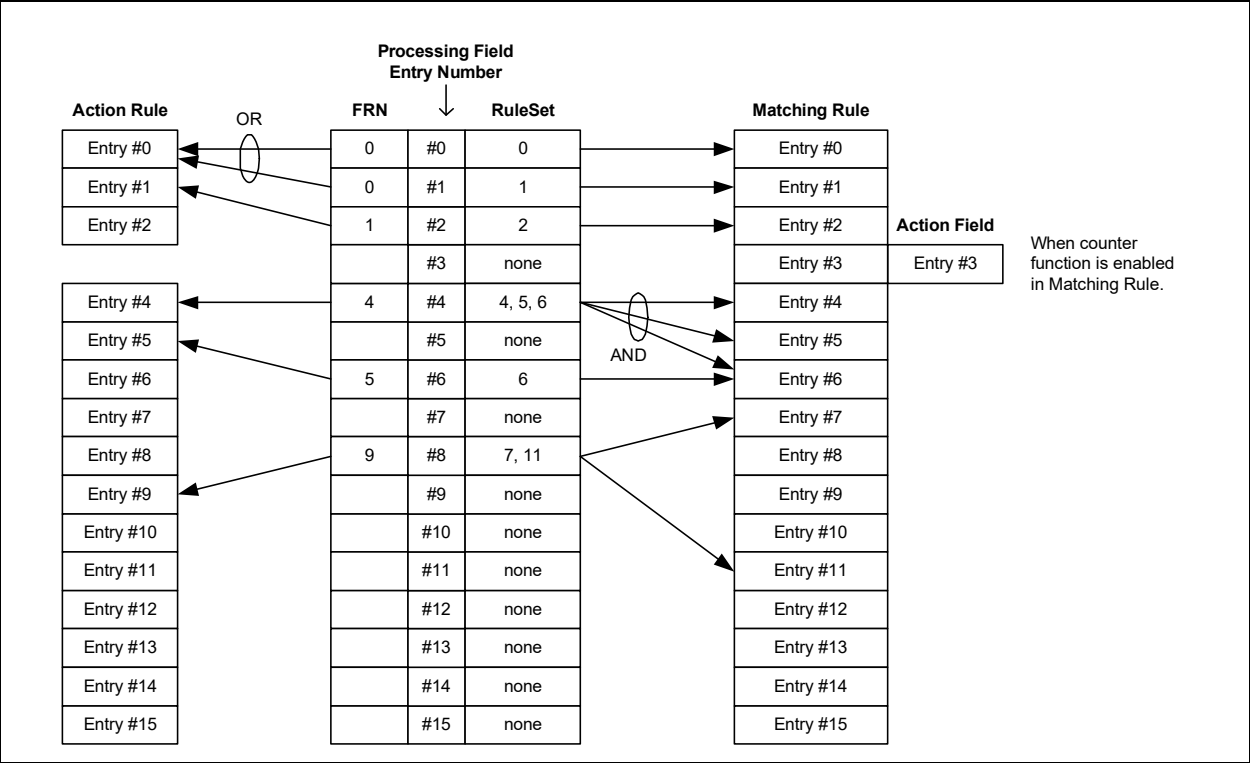 Processing Field
Entry Number
Action Rule OR FRN RuleSet Matching Rule
Entry #0 0 #0 0 Entry #0
Entry #1 0 #1 1 Entry #1
Entry #2 1 #2 2 Entry #2 Action Field
#3 none Entry #3 Entry #3
When counter
function is enabled
in Matching Rule.
Entry #4 4 #4 4, 5, 6 Entry #4
Entry #5 #5 none AND Entry #5
Entry #6 5 #6 6 Entry #6
Entry #7 #7 none Entry #7
Entry #8 9 #8 7, 11 Entry #8
Entry #9 #9 none Entry #9
Entry #10 #10 none Entry #10
Entry #11 #11 none Entry #11
Entry #12 #12 none Entry #12
Entry #13 #13 none Entry #13
Entry #14 #14 none Entry #14
Entry #15 #15 none Entry #15